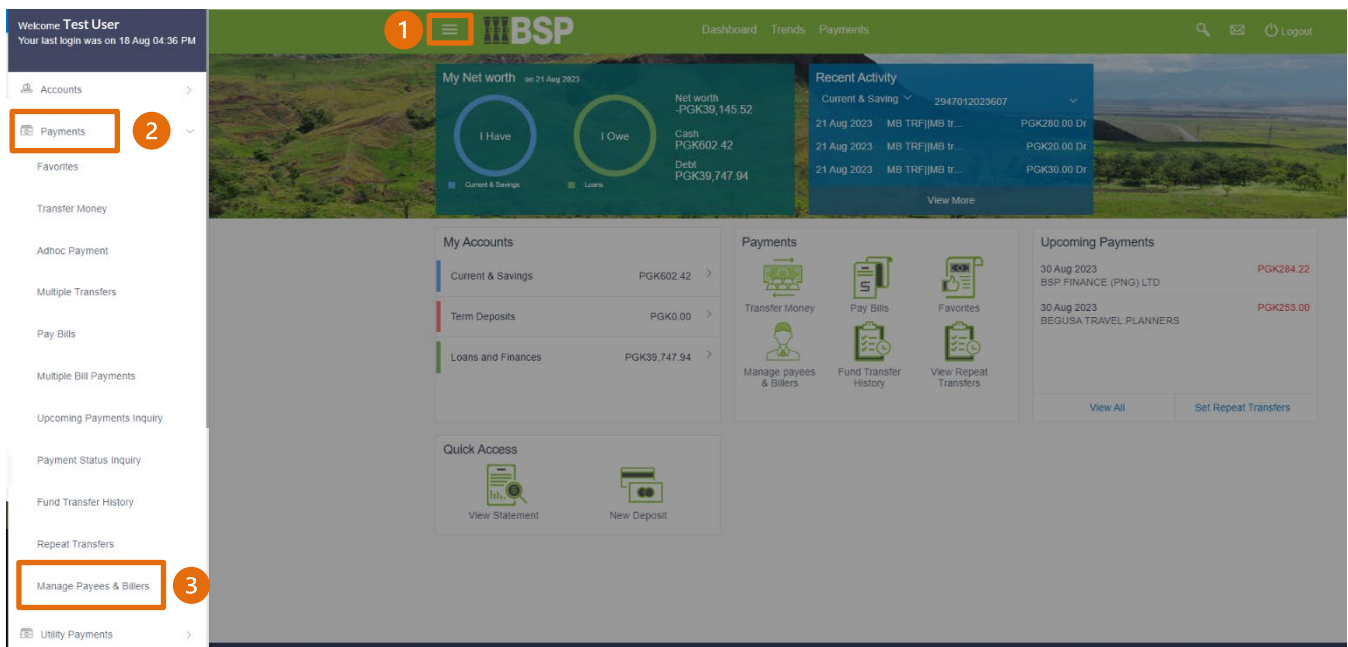 Welcome Test User
Your last login was on 18 Aug 04:36 PM
Accounts
Payments
2
Favorites
Transfer Money
Adhoc Payment
Multiple Transfers
Pay Bills
Multiple Bill Payments
Upcoming Payments Inquiry
Payment Status Inquiry
Fund Transfer History
Repeat Transfers
Manage Payees & Billers
3
Utility Payments
1
BSP
Dashboard Trends Payments
Logout
My Net worth on 21 Aug 2023
I Have
I Owe
Current & Savings
Loans
Net worth
-PGK39,145.52
Cash
PGK602.42
Debt
PGK39,747.94
Recent Activity
Current & Saving
2947012023607
21 Aug 2023 MB TRF||MB tr... PGK280.00 Dr
21 Aug 2023 MB TRF||MB tr... PGK20.00 Dr
21 Aug 2023 MB TRF||MB tr... PGK30.00 Dr
View More
My Accounts
Current & Savings PGK602.42
Term Deposits PGK0.00
Loans and Finances PGK39,747.94
Payments
Transfer Money
Pay Bills
Favorites
Manage payees
& Billers
Fund Transfer
History
View Repeat
Transfers
Upcoming Payments
30 Aug 2023 PGK284.22
BSP FINANCE (PNG) LTD
30 Aug 2023 PGK253.00
BEGUSA TRAVEL PLANNERS
View All
Set Repeat Transfers
Quick Access
View Statement
New Deposit